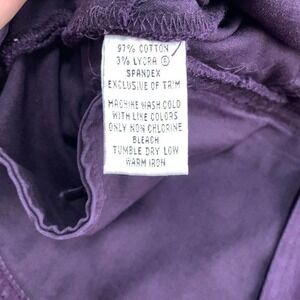 97% COTTON
3% LYCRA ®
SPANDEX
EXCLUSIVE OF TRIM
MACHINE WASH COLD
WITH LIKE COLORS
ONLY NON CHLORINE
BLEACH
TUMBLE DRY LOW
WARM IRON